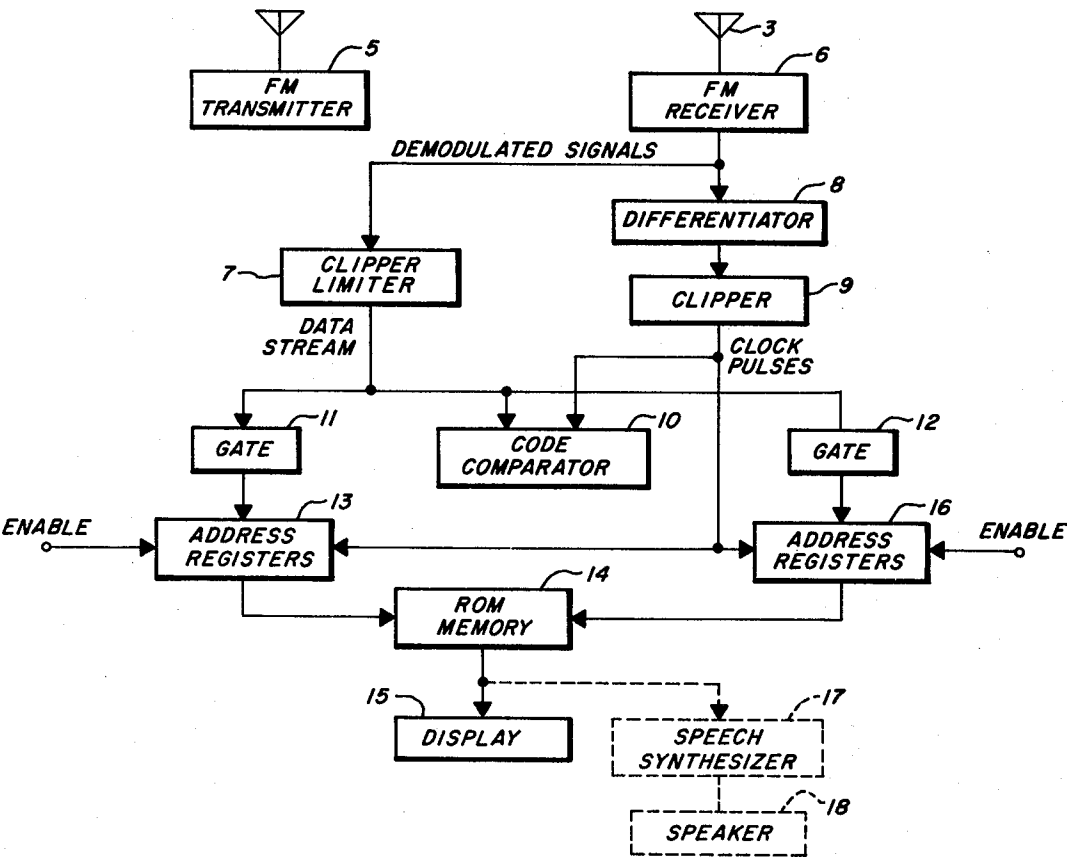 3
5
FM
TRANSMITTER
6
FM
RECEIVER
DEMODULATED SIGNALS
8
DIFFERENTIATOR
7
CLIPPER
LIMITER
CLIPPER
9
DATA
STREAM
CLOCK
PULSES
11
GATE
10
CODE
COMPARATOR
12
GATE
ENABLE
13
ADDRESS
REGISTERS
16
ADDRESS
REGISTERS
ENABLE
14
ROM
MEMORY
15
DISPLAY
17
SPEECH
SYNTHESIZER
18
SPEAKER